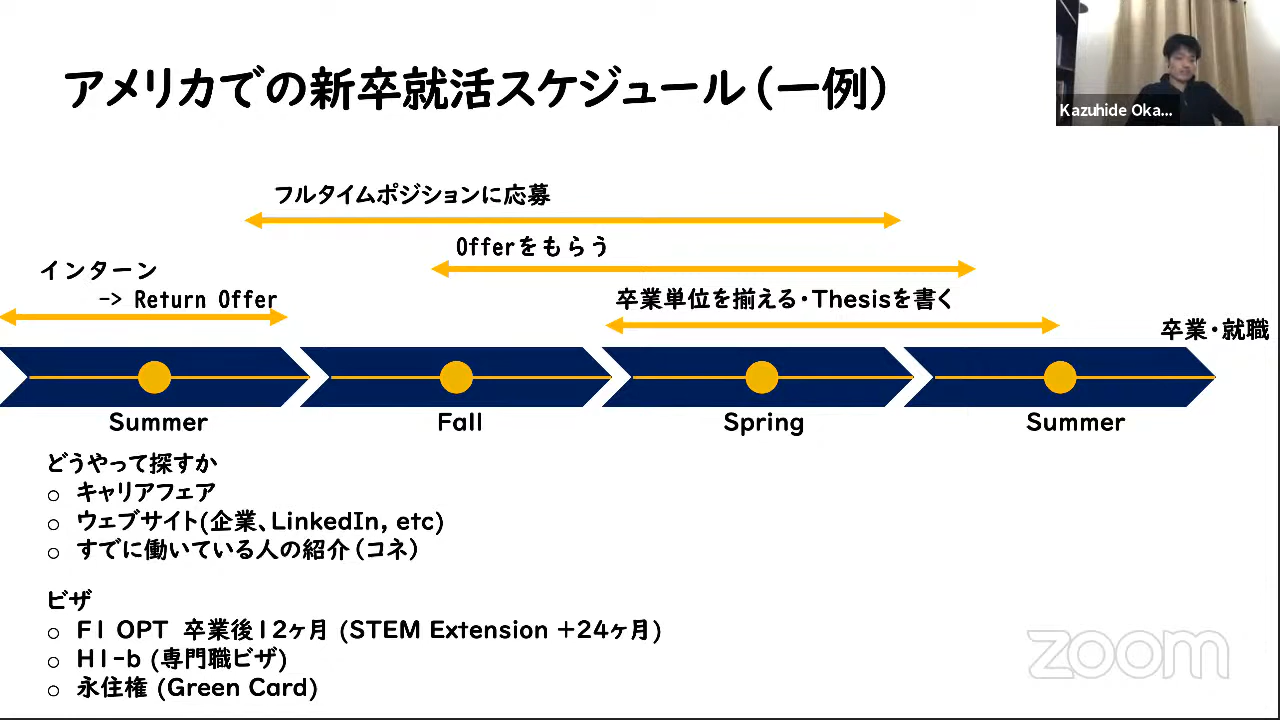 アメリカでの新卒就活スケジュール(一例)
Kazuhide Oka...
フルタイムポジションに応募
Offerをもらう
インターン
-> Return Offer
卒業単位を揃える・Thesisを書く
卒業・就職
Summer
Fall
Spring
Summer
どうやって探すか
○ キャリアフェア
○ ウェブサイト(企業、LinkedIn, etc)
○ すでに働いている人の紹介(コネ)
ビザ
○ F1 OPT 卒業後12ヶ月 (STEM Extension +24ヶ月)
○ H1-b (専門職ビザ)
○ 永住権 (Green Card)
zoom